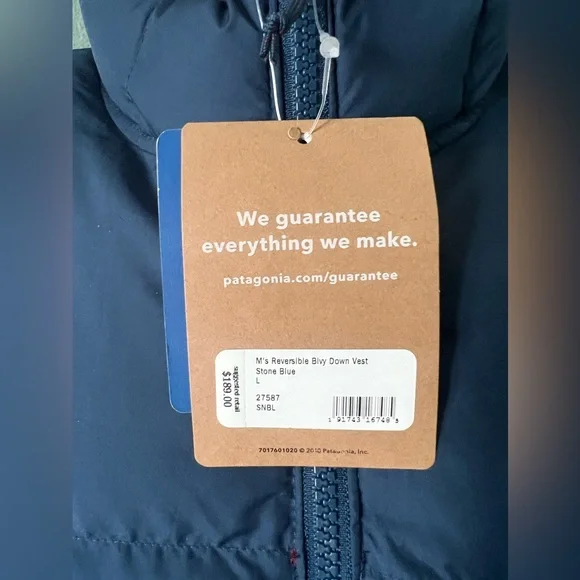 We guarantee
everything we make.
patagonia.com/guarantee
suggested retail
$189.00
M's Reversible Bivy Down Vest
Stone Blue
L
27587
SNBL
1 91743 16748 5
7017601020 © 2010 Patagonia, Inc.